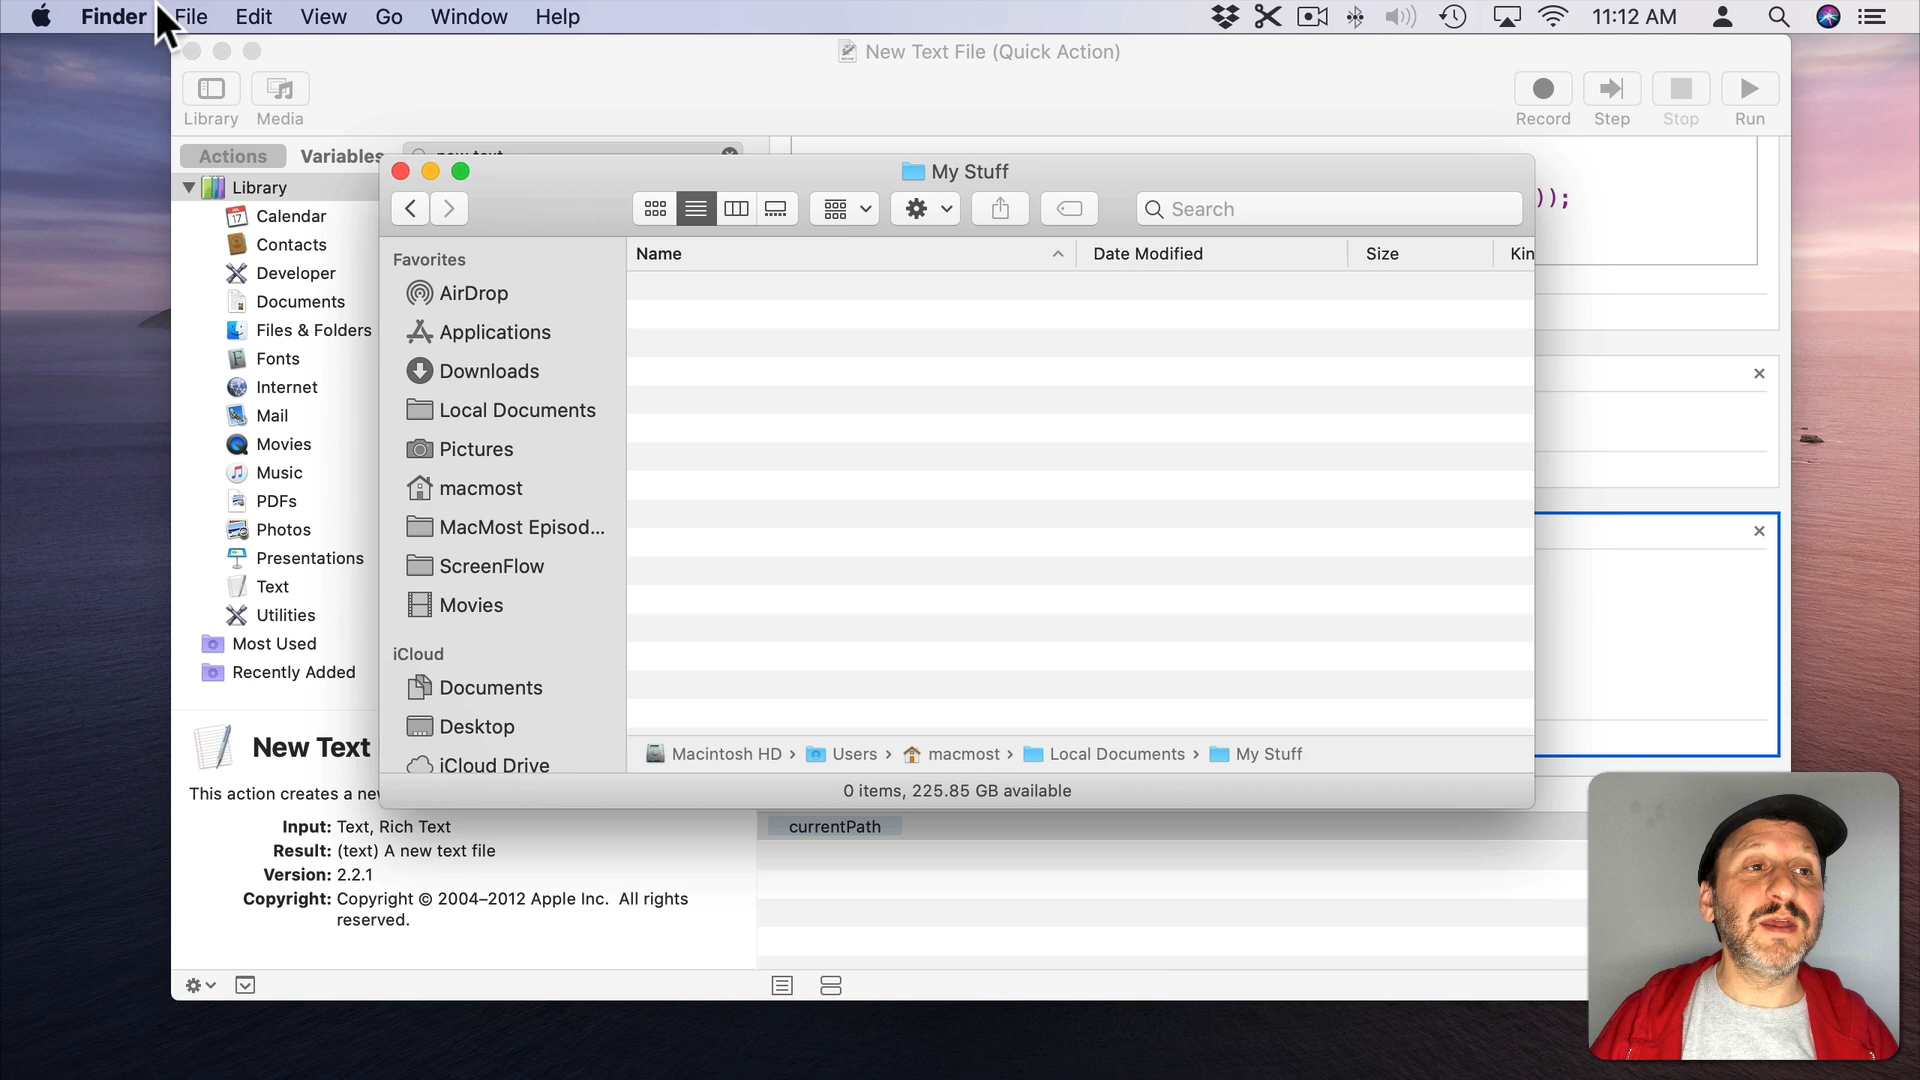 Finder File Edit View Go Window Help 11:12 AM
New Text File (Quick Action)
Library Media Record Step Stop Run
Actions Variables new text
Library
Calendar
Contacts
Developer
Documents
Files & Folders
Fonts
Internet
Mail
Movies
Music
PDFs
Photos
Presentations
Text
Utilities
Most Used
Recently Added
));
My Stuff
Search
Name Date Modified Size Kin
Favorites
AirDrop
Applications
Downloads
Local Documents
Pictures
macmost
MacMost Episod...
ScreenFlow
Movies
iCloud
Documents
Desktop
iCloud Drive
Macintosh HD › Users › macmost › Local Documents › My Stuff
0 items, 225.85 GB available
New Text
This action creates a ne
Input: Text, Rich Text
Result: (text) A new text file
Version: 2.2.1
Copyright: Copyright © 2004–2012 Apple Inc. All rights
reserved.
currentPath